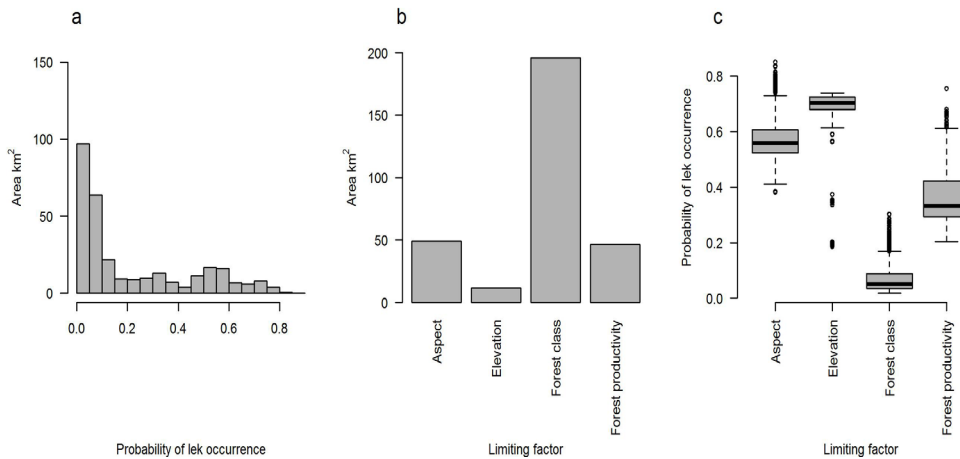 a
Area km²
150
100
50
0
0.0 0.2 0.4 0.6 0.8
Probability of lek occurrence
b
Area km²
200
150
100
50
0
Aspect
Elevation
Forest class
Forest productivity
Limiting factor
c
Probability of lek occurrence
0.8
0.6
0.4
0.2
0.0
Aspect
Elevation
Forest class
Forest productivity
Limiting factor